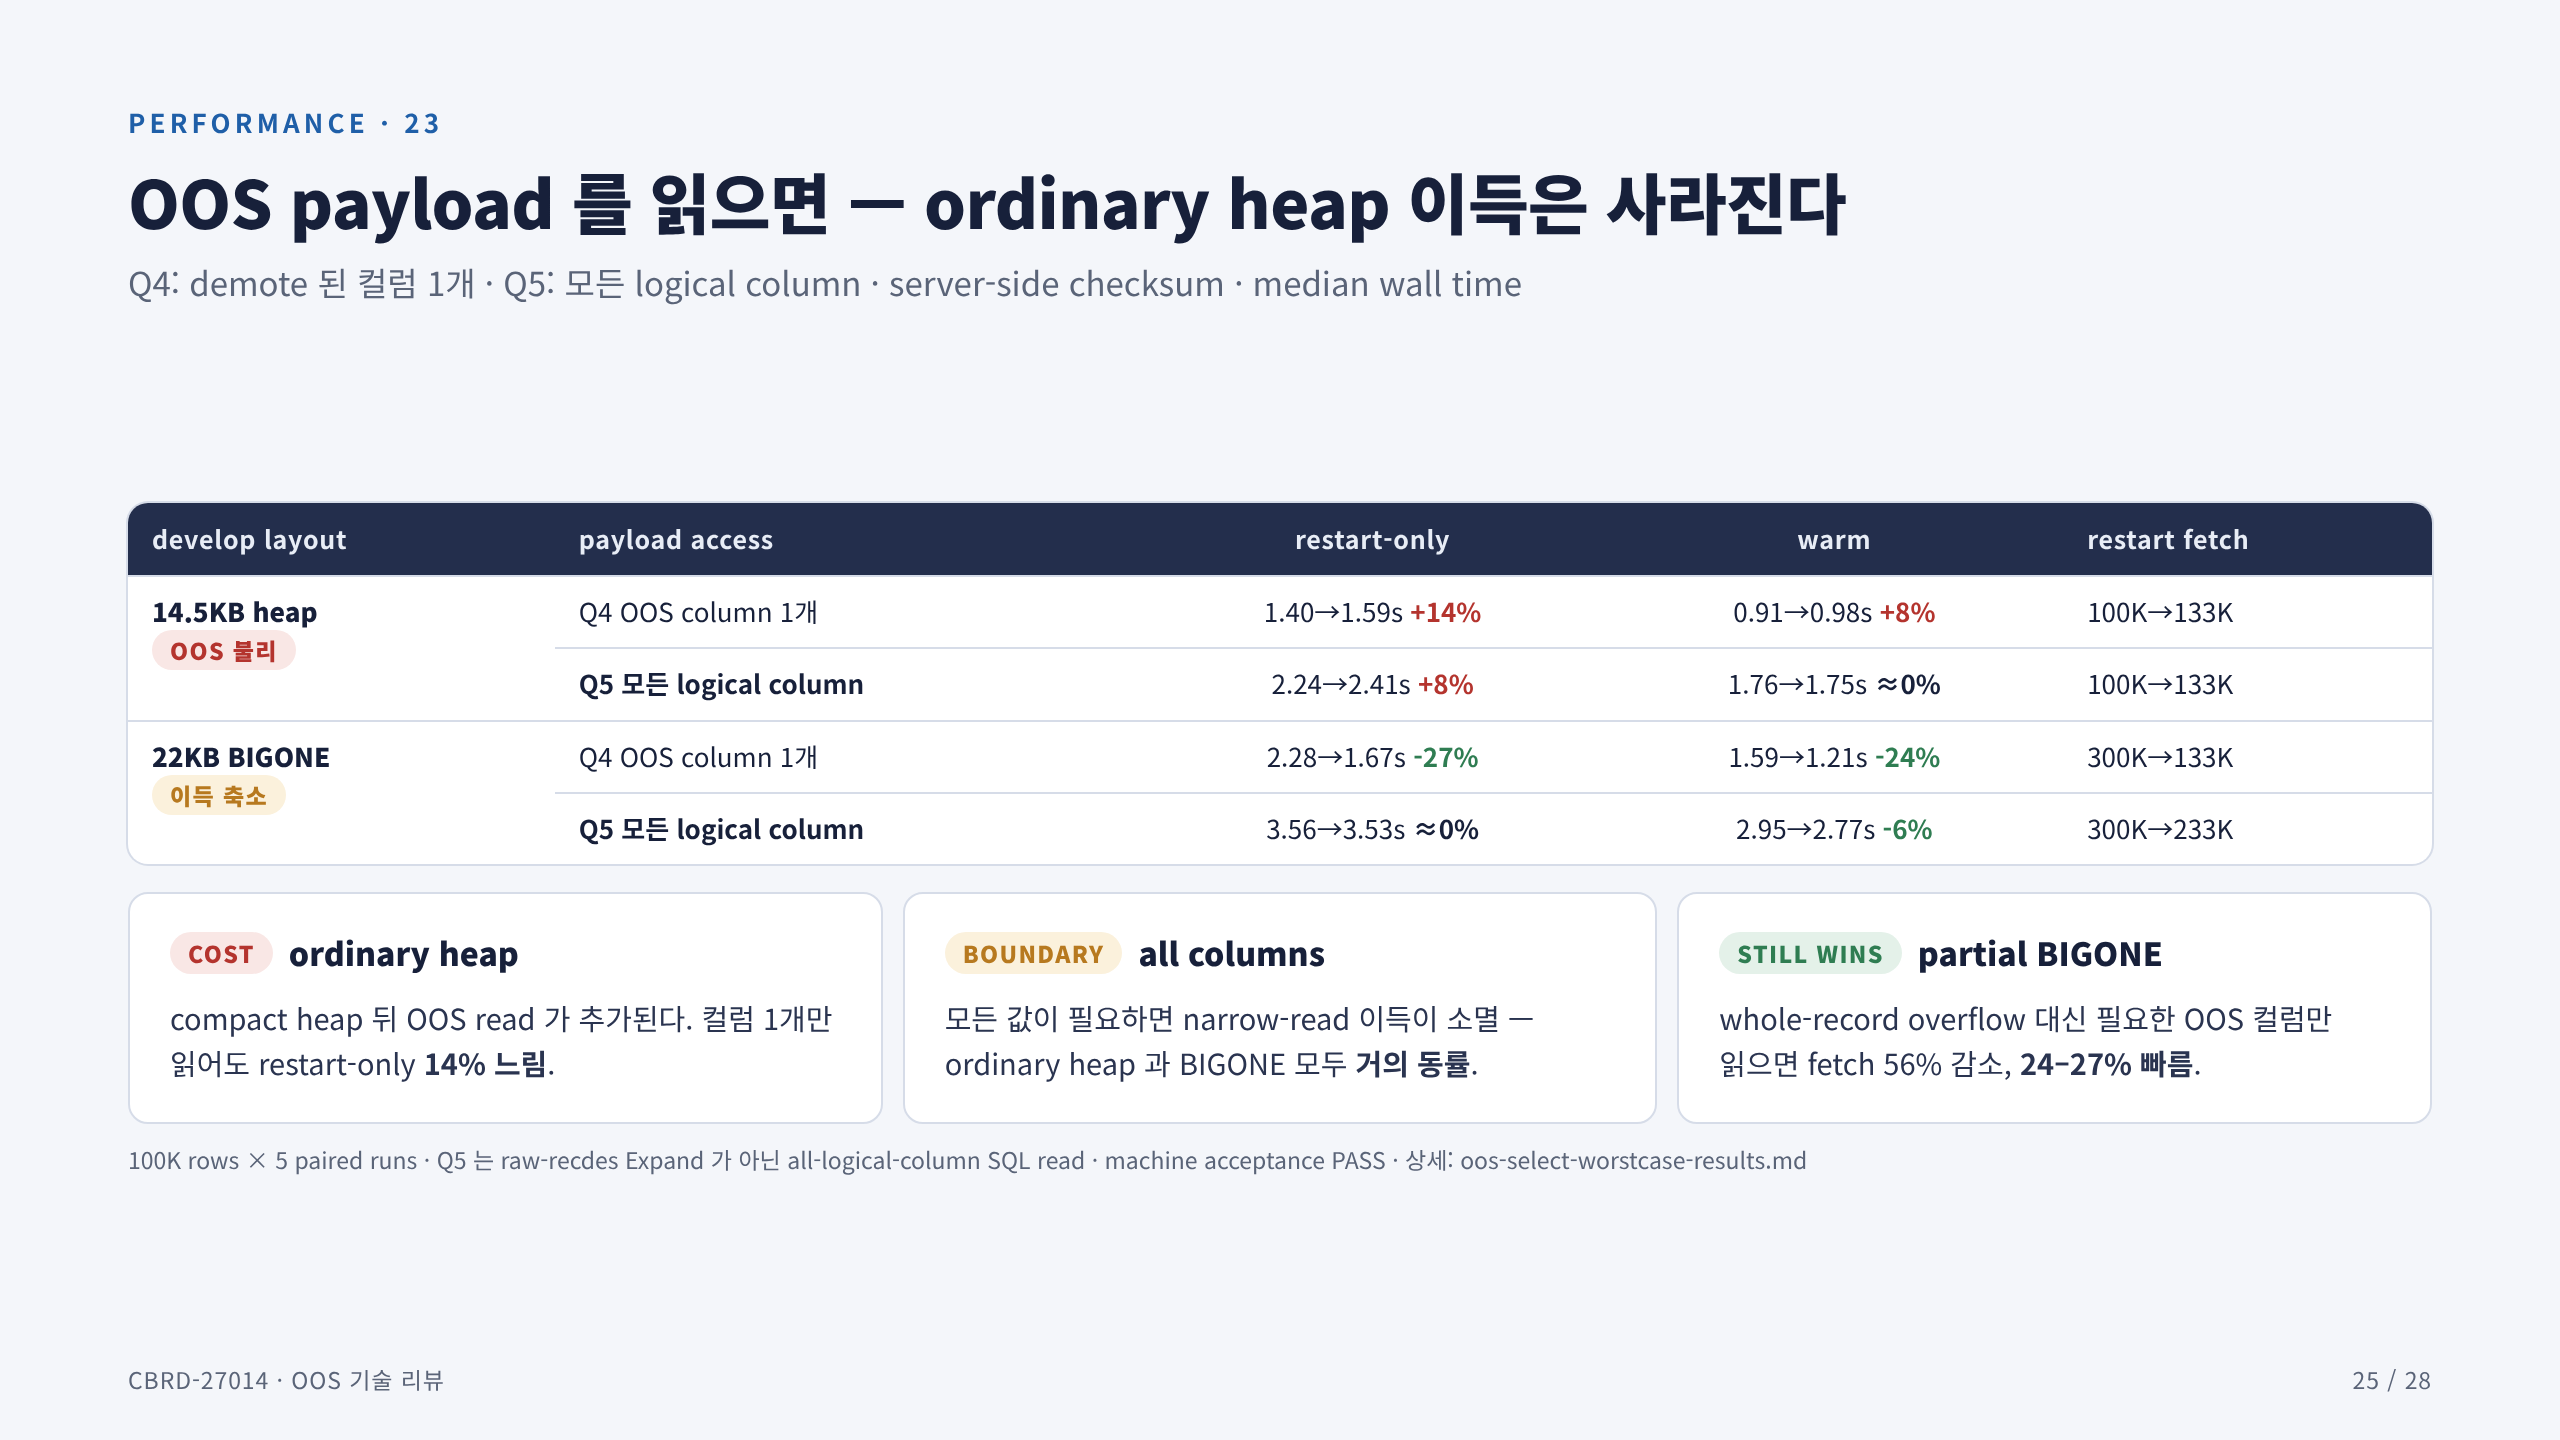 PERFORMANCE · 23
OOS payload 를 읽으면 — ordinary heap 이득은 사라진다
Q4: demote 된 컬럼 1개 · Q5: 모든 logical column · server-side checksum · median wall time
develop layout payload access restart-only warm restart fetch
14.5KB heap Q4 OOS column 1개 1.40→1.59s +14% 0.91→0.98s +8% 100K→133K
OOS 불리
Q5 모든 logical column 2.24→2.41s +8% 1.76→1.75s ≈0% 100K→133K
22KB BIGONE Q4 OOS column 1개 2.28→1.67s -27% 1.59→1.21s -24% 300K→133K
이득 축소
Q5 모든 logical column 3.56→3.53s ≈0% 2.95→2.77s -6% 300K→233K
COST ordinary heap
compact heap 뒤 OOS read 가 추가된다. 컬럼 1개만
읽어도 restart-only 14% 느림.
BOUNDARY all columns
모든 값이 필요하면 narrow-read 이득이 소멸 —
ordinary heap 과 BIGONE 모두 거의 동률.
STILL WINS partial BIGONE
whole-record overflow 대신 필요한 OOS 컬럼만
읽으면 fetch 56% 감소, 24–27% 빠름.
100K rows × 5 paired runs · Q5 는 raw-recdes Expand 가 아닌 all-logical-column SQL read · machine acceptance PASS · 상세: oos-select-worstcase-results.md
CBRD-27014 · OOS 기술 리뷰
25 / 28